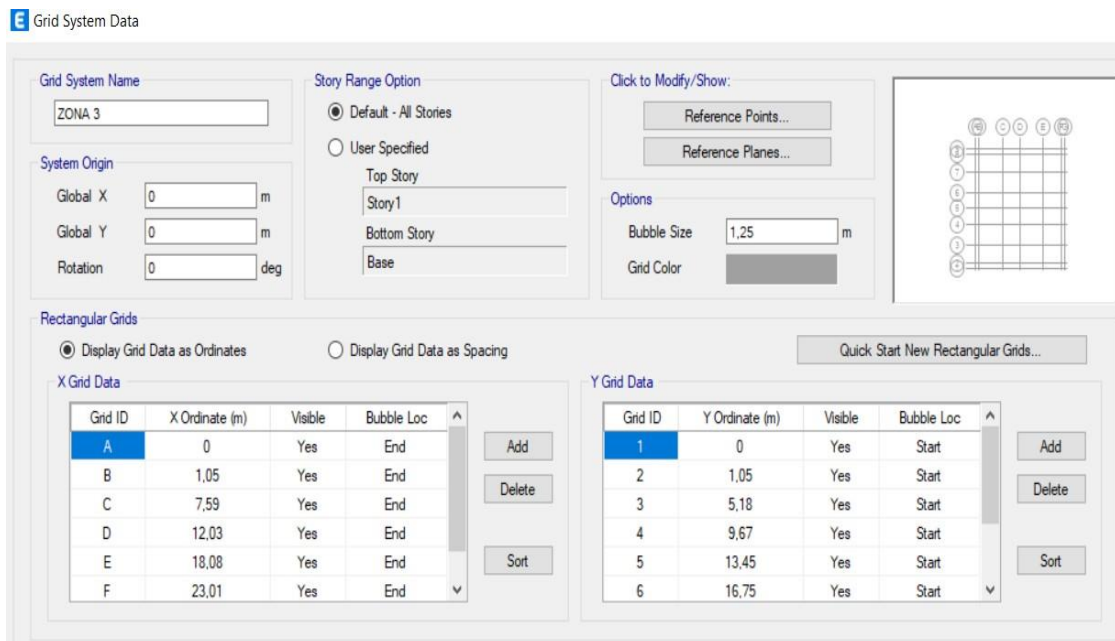 E Grid System Data
Grid System Name
ZONA 3
System Origin
Global X 0 m
Global Y 0 m
Rotation 0 deg
Story Range Option
Default - All Stories
User Specified
Top Story
Story1
Bottom Story
Base
Click to Modify/Show:
Reference Points...
Reference Planes...
Options
Bubble Size 1,25 m
Grid Color
C D E
7
6
5
4
3
Rectangular Grids
Display Grid Data as Ordinates Display Grid Data as Spacing Quick Start New Rectangular Grids...
X Grid Data
Grid ID X Ordinate (m) Visible Bubble Loc
A 0 Yes End
B 1,05 Yes End
C 7,59 Yes End
D 12,03 Yes End
E 18,08 Yes End
F 23,01 Yes End
Add
Delete
Sort
Y Grid Data
Grid ID Y Ordinate (m) Visible Bubble Loc
1 0 Yes Start
2 1,05 Yes Start
3 5,18 Yes Start
4 9,67 Yes Start
5 13,45 Yes Start
6 16,75 Yes Start
Add
Delete
Sort